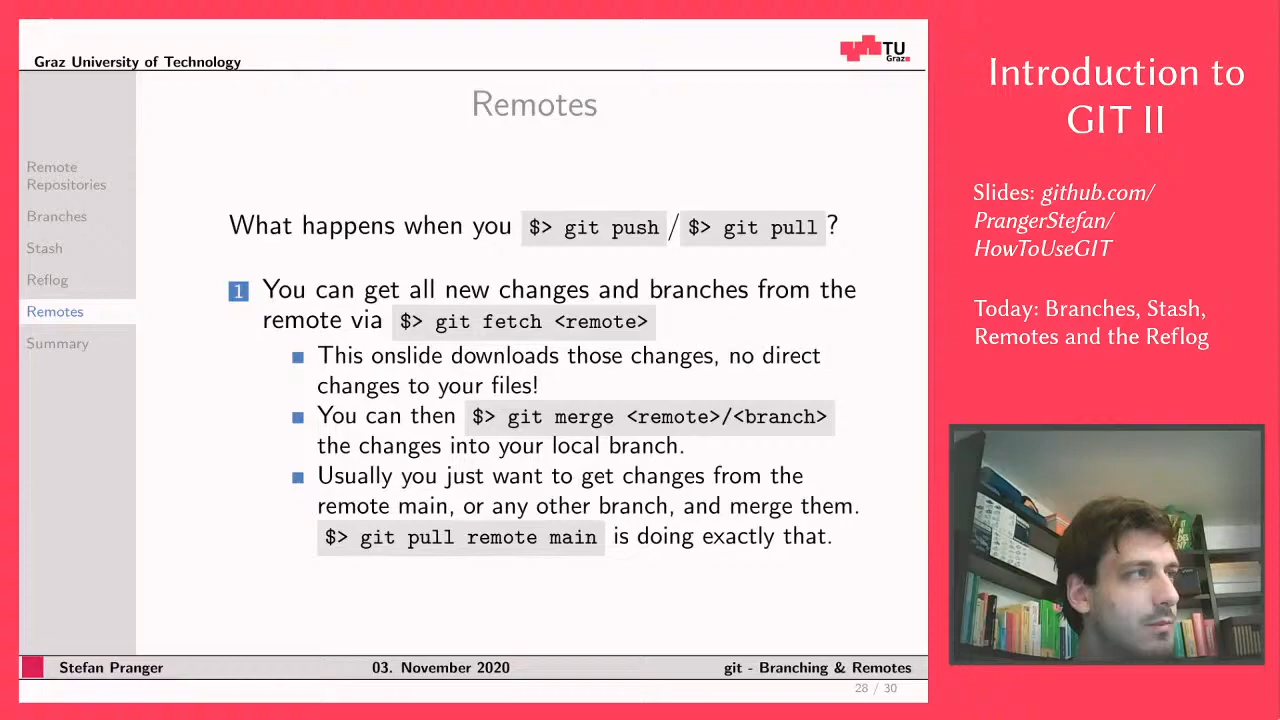 Graz University of Technology
TU
Graz
Remotes
Remote
Repositories
Branches
Stash
Reflog
Remotes
Summary
What happens when you $> git push / $> git pull ?
1 You can get all new changes and branches from the
remote via $> git fetch <remote>
This onslide downloads those changes, no direct
changes to your files!
You can then $> git merge <remote>/<branch>
the changes into your local branch.
Usually you just want to get changes from the
remote main, or any other branch, and merge them.
$> git pull remote main is doing exactly that.
Stefan Pranger
03. November 2020
git - Branching & Remotes
28 / 30
Introduction to
GIT II
Slides: github.com/
PrangerStefan/
HowToUseGIT
Today: Branches, Stash,
Remotes and the Reflog